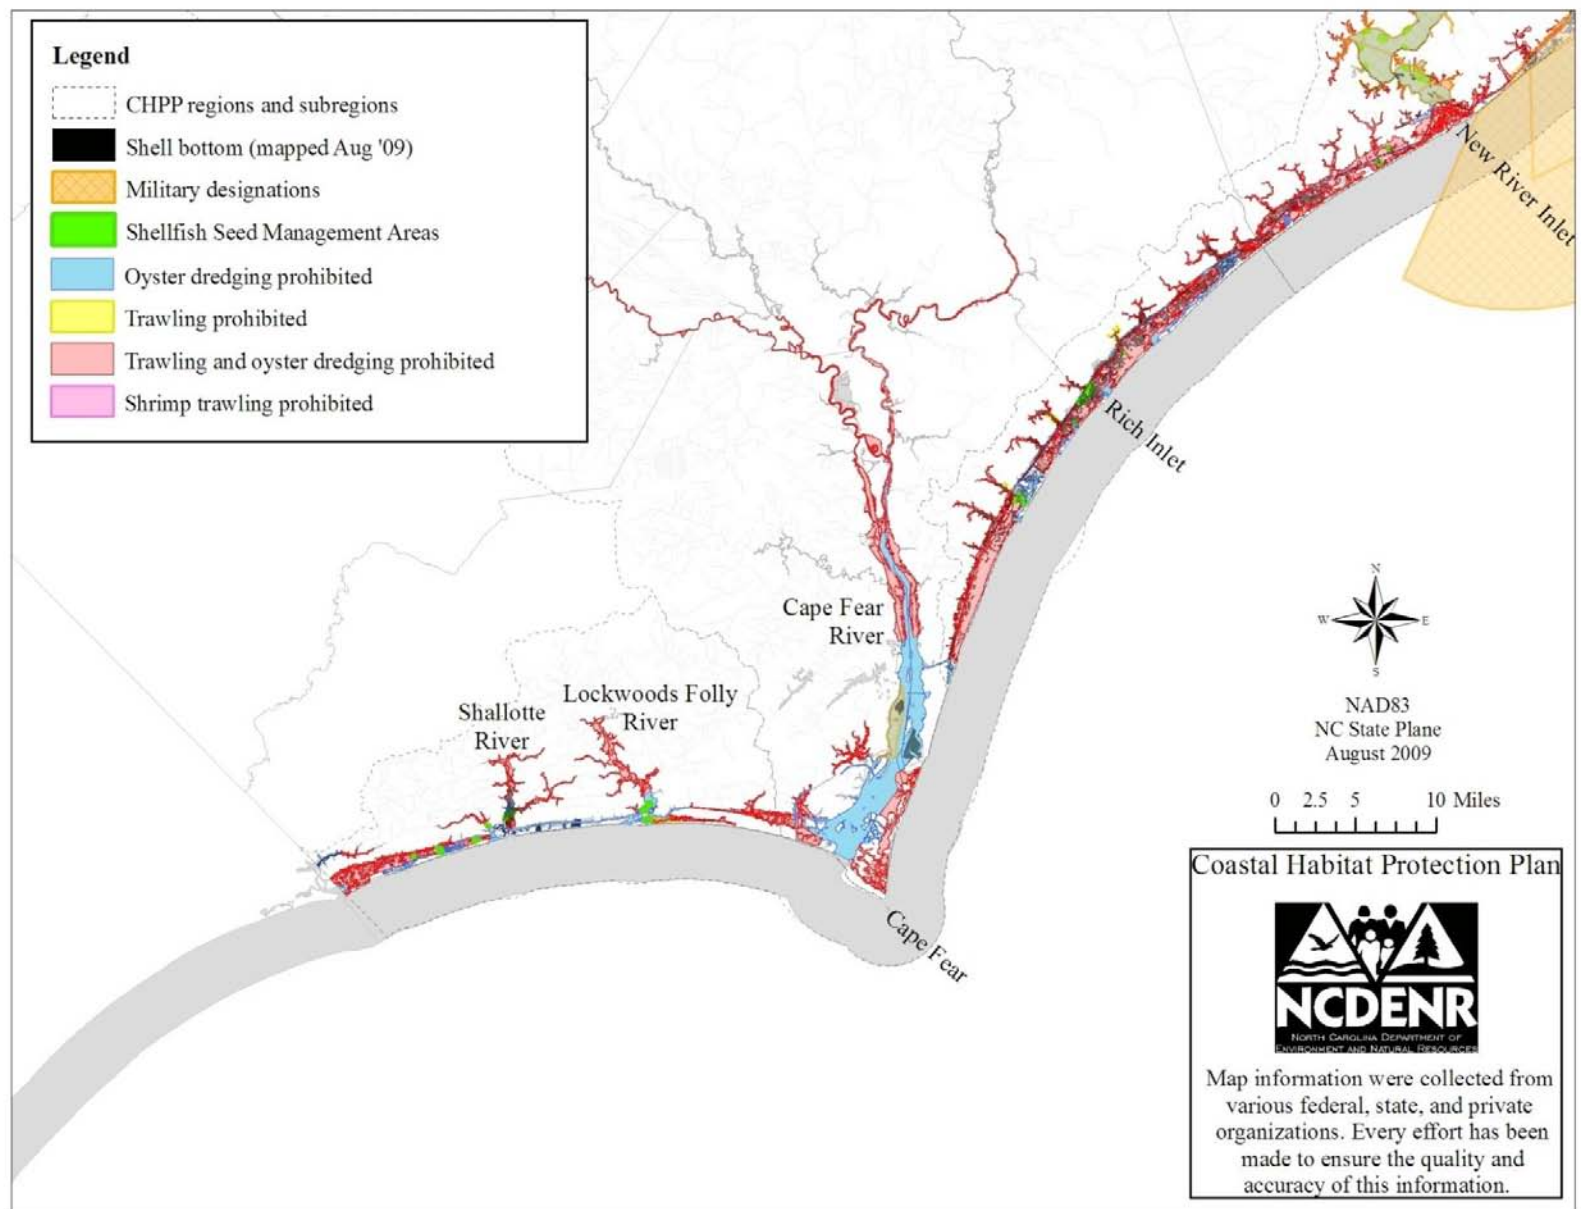 Legend
CHPP regions and subregions
Shell bottom (mapped Aug '09)
Military designations
Shellfish Seed Management Areas
Oyster dredging prohibited
Trawling prohibited
Trawling and oyster dredging prohibited
Shrimp trawling prohibited
New River Inlet
Rich Inlet
Cape Fear
River
Lockwoods Folly
River
Shallotte
River
Cape Fear
N
W
E
S
NAD83
NC State Plane
August 2009
0 2.5 5 10 Miles
Coastal Habitat Protection Plan
NCDENR
NORTH CAROLINA DEPARTMENT OF
ENVIRONMENT AND NATURAL RESOURCES
Map information were collected from
various federal, state, and private
organizations. Every effort has been
made to ensure the quality and
accuracy of this information.